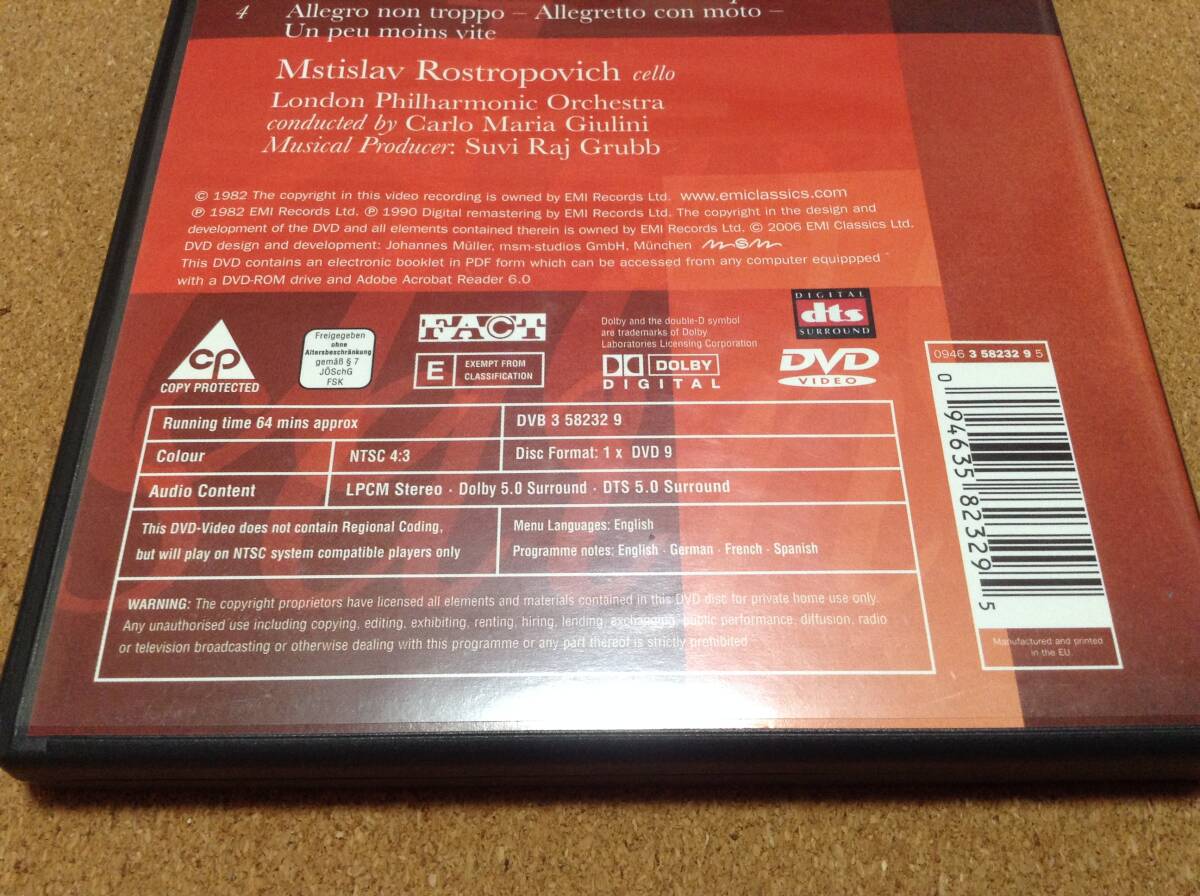 4 Allegro non troppo – Allegretto con moto –
Un peu moins vite
Mstislav Rostropovich cello
London Philharmonic Orchestra
conducted by Carlo Maria Giulini
Musical Producer: Suvi Raj Grubb
© 1982 The copyright in this video recording is owned by EMI Records Ltd. www.emiclassics.com
℗ 1982 EMI Records Ltd. ℗ 1990 Digital remastering by EMI Records Ltd. The copyright in the design and
development of the DVD and all elements contained therein is owned by EMI Records Ltd. © 2006 EMI Classics Ltd.
DVD design and development: Johannes Müller, msm-studios GmbH, München msm
This DVD contains an electronic booklet in PDF form which can be accessed from any computer equippped
with a DVD-ROM drive and Adobe Acrobat Reader 6.0
cp
COPY PROTECTED
Freigegeben
ohne
Altersbeschränkung
gemäß § 7
JÖSchG
FSK
FACT
E EXEMPT FROM
CLASSIFICATION
Dolby and the double-D symbol
are trademarks of Dolby
Laboratories Licensing Corporation
DOLBY
DIGITAL
DIGITAL
dts
SURROUND
DVD
VIDEO
0946 3 58232 9 5
0 94635 82329 5
Manufactured and printed
in the EU
Running time 64 mins approx DVB 3 58232 9
Colour NTSC 4:3 Disc Format: 1 x DVD 9
Audio Content LPCM Stereo · Dolby 5.0 Surround · DTS 5.0 Surround
This DVD-Video does not contain Regional Coding,
but will play on NTSC system compatible players only
Menu Languages: English
Programme notes: English · German · French · Spanish
WARNING: The copyright proprietors have licensed all elements and materials contained in this DVD disc for private home use only.
Any unauthorised use including copying, editing, exhibiting, renting, hiring, lending, exchanging, public performance, diffusion, radio
or television broadcasting or otherwise dealing with this programme or any part thereof is strictly prohibited